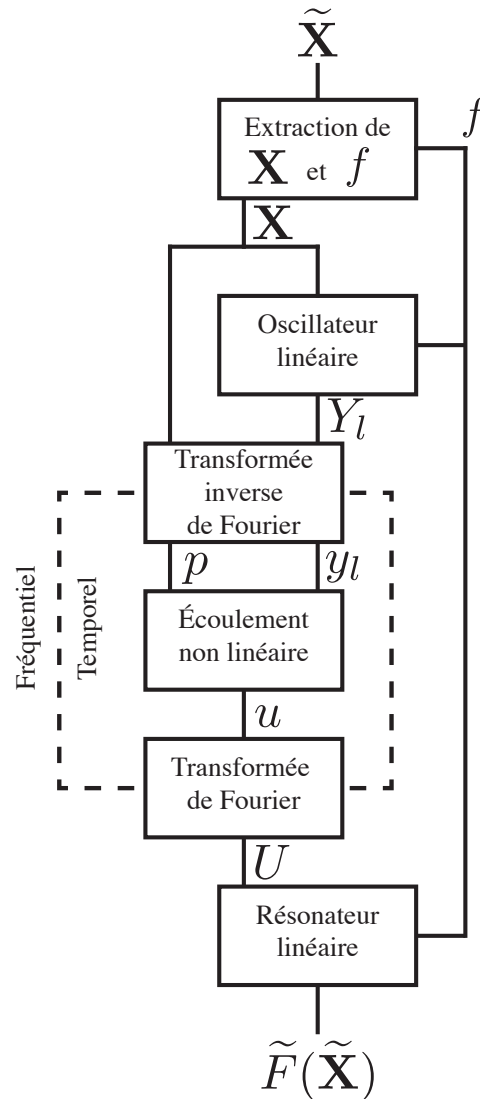 X̃
f
Extraction de
X et f
X
Oscillateur
linéaire
Y_l
Transformée
inverse
de Fourier
p
y_l
Fréquentiel
Temporel
Écoulement
non linéaire
u
Transformée
de Fourier
U
Résonateur
linéaire
F̃(X̃)